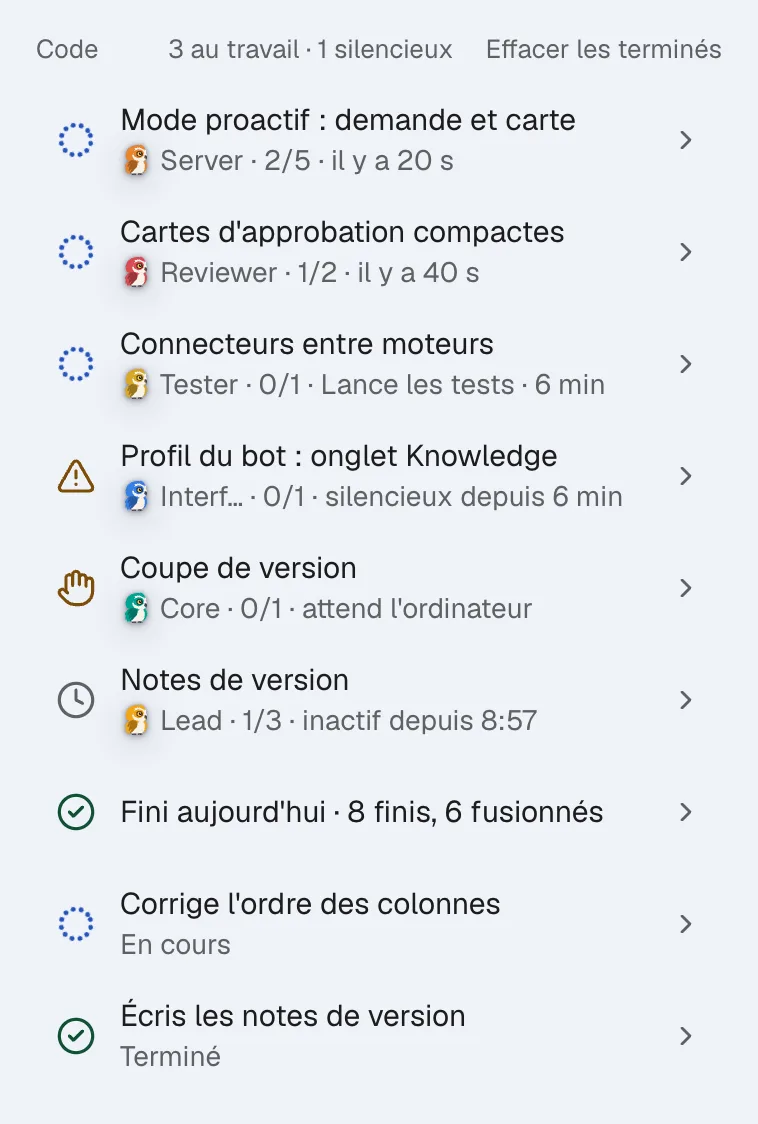 Code 3 au travail · 1 silencieux Effacer les terminés
Mode proactif : demande et carte
Server · 2/5 · il y a 20 s
Cartes d'approbation compactes
Reviewer · 1/2 · il y a 40 s
Connecteurs entre moteurs
Tester · 0/1 · Lance les tests · 6 min
Profil du bot : onglet Knowledge
Interf... · 0/1 · silencieux depuis 6 min
Coupe de version
Core · 0/1 · attend l'ordinateur
Notes de version
Lead · 1/3 · inactif depuis 8:57
Fini aujourd'hui · 8 finis, 6 fusionnés
Corrige l'ordre des colonnes
En cours
Écris les notes de version
Terminé